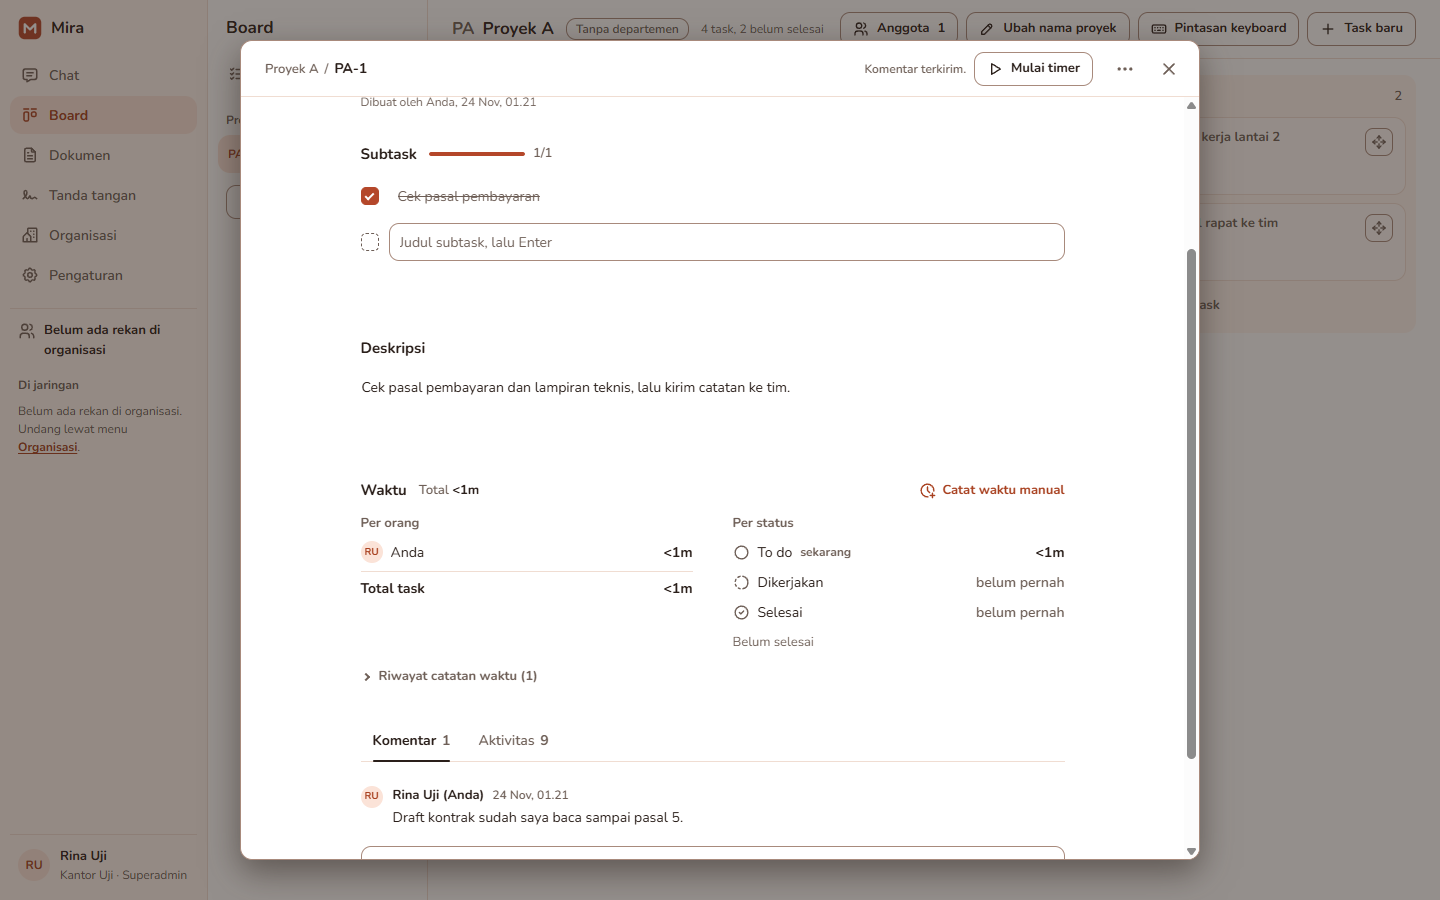 Mira
Chat
Board
Dokumen
Tanda tangan
Organisasi
Pengaturan
Belum ada rekan di
organisasi
Di jaringan
Belum ada rekan di organisasi.
Undang lewat menu
Organisasi.
RU
Rina Uji
Kantor Uji · Superadmin
Board
PA Proyek A Tanpa departemen 4 task, 2 belum selesai Anggota 1 Ubah nama proyek Pintasan keyboard Task baru
2
kerja lantai 2
rapat ke tim
Proyek A / PA-1
Komentar terkirim. Mulai timer
Dibuat oleh Anda, 24 Nov, 01.21
Subtask 1/1
Cek pasal pembayaran
Judul subtask, lalu Enter
Deskripsi
Cek pasal pembayaran dan lampiran teknis, lalu kirim catatan ke tim.
Waktu Total <1m Catat waktu manual
Per orang
RU Anda <1m
Total task <1m
Per status
To do sekarang <1m
Dikerjakan belum pernah
Selesai belum pernah
Belum selesai
Riwayat catatan waktu (1)
Komentar 1 Aktivitas 9
RU Rina Uji (Anda) 24 Nov, 01.21
Draft kontrak sudah saya baca sampai pasal 5.